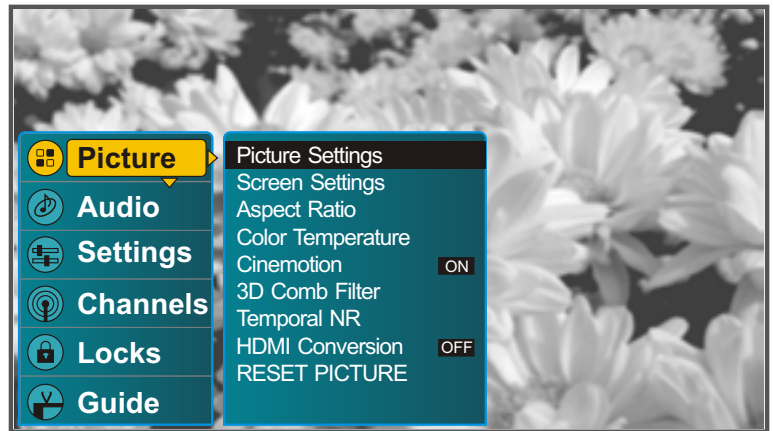 Picture
Audio
Settings
Channels
Locks
Guide
Picture Settings
Screen Settings
Aspect Ratio
Color Temperature
Cinemotion ON
3D Comb Filter
Temporal NR
HDMI Conversion OFF
RESET PICTURE